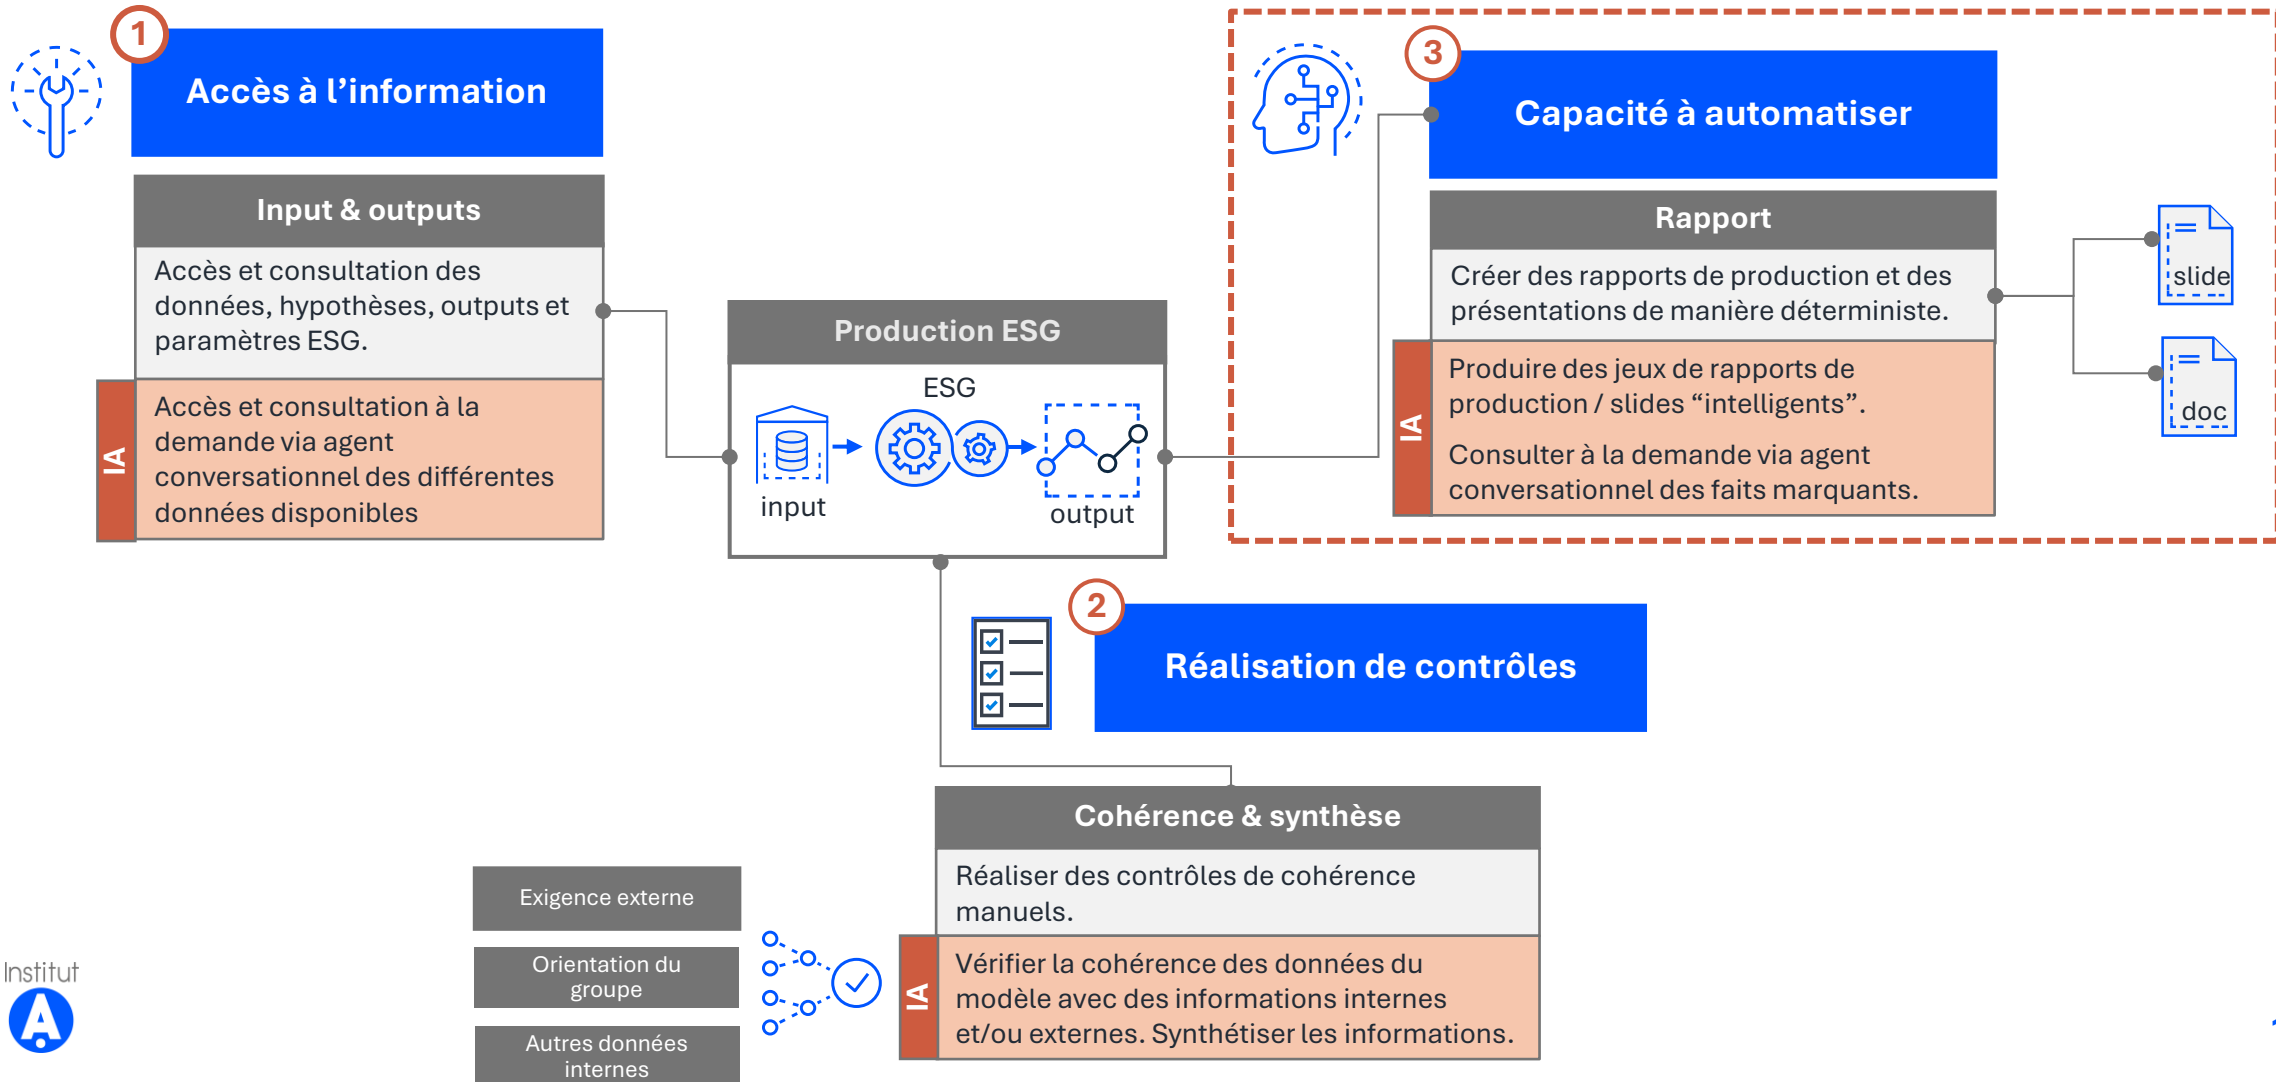 1
Accès à l’information
Input & outputs
Accès et consultation des
données, hypothèses, outputs et
paramètres ESG.
IA
Accès et consultation à la
demande via agent
conversationnel des différentes
données disponibles
Production ESG
ESG
input
output
3
Capacité à automatiser
Rapport
Créer des rapports de production et des
présentations de manière déterministe.
IA
Produire des jeux de rapports de
production / slides “intelligents”.
Consulter à la demande via agent
conversationnel des faits marquants.
slide
doc
2
Réalisation de contrôles
Cohérence & synthèse
Réaliser des contrôles de cohérence
manuels.
IA
Vérifier la cohérence des données du
modèle avec des informations internes
et/ou externes. Synthétiser les informations.
Exigence externe
Orientation du
groupe
Autres données
internes
Institut
A